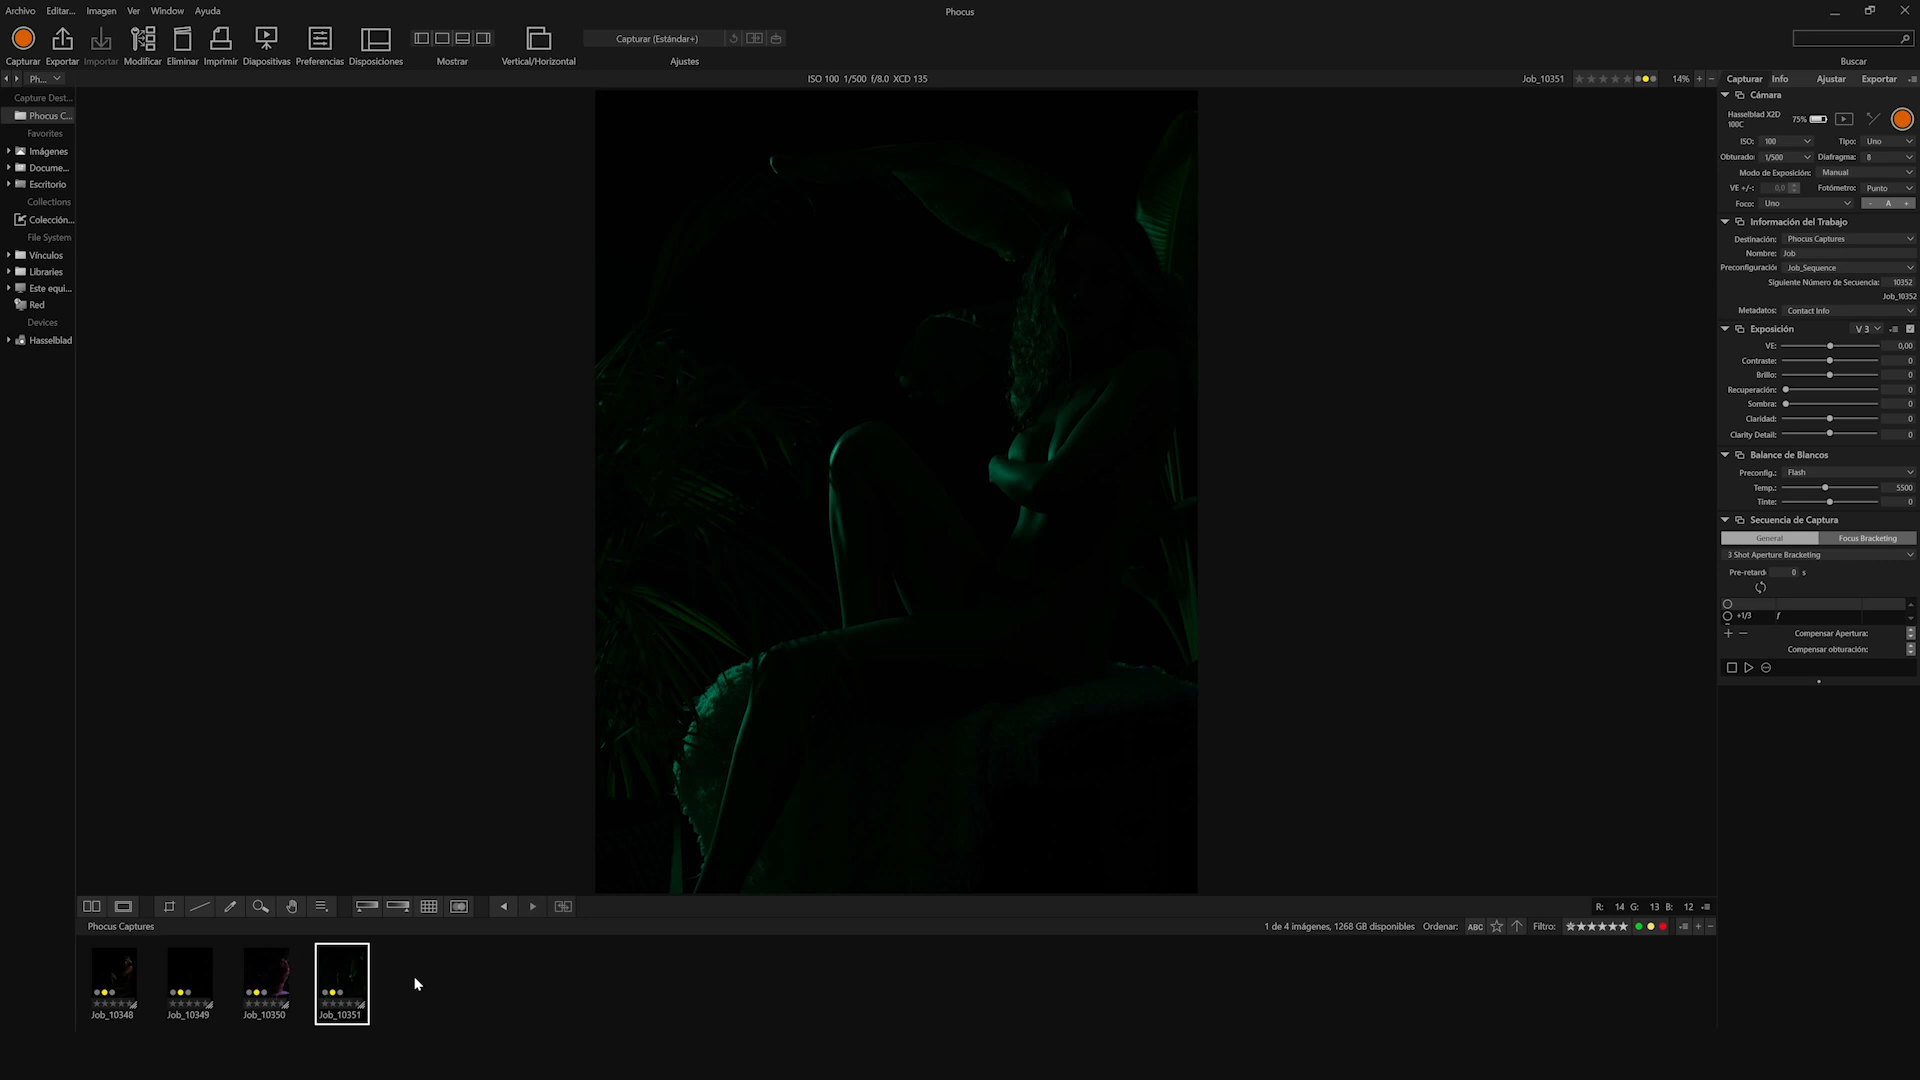 Archivo Editar... Imagen Ver Window Ayuda
Phocus
Capturar Exportar Importar Modificar Eliminar Imprimir Diapositivas Preferencias Disposiciones Mostrar Vertical/Horizontal
Capturar (Estándar+)
Ajustes
Buscar
Ph...
ISO 100 1/500 f/8.0 XCD 135
Job_10351
14% + −
Capturar Info Ajustar Exportar
Capture Dest...
Phocus C...
Favorites
Imágenes
Docume...
Escritorio
Collections
Colección...
File System
Vínculos
Libraries
Este equi...
Red
Devices
Hasselblad
Cámara
Hasselblad X2D
100C
75%
ISO: 100 Tipo: Uno
Obturado: 1/500 Diafragma: 8
Modo de Exposición: Manual
VE +/-: 0,0 Fotómetro: Punto
Foco: Uno - A +
Información del Trabajo
Destinación: Phocus Captures
Nombre: Job
Preconfiguració Job_Sequence
Siguiente Número de Secuencia: 10352
Job_10352
Metadatos: Contact Info
Exposición V 3
VE: 0,00
Contraste: 0
Brillo: 0
Recuperación: 0
Sombra: 0
Claridad: 0
Clarity Detail: 0
Balance de Blancos
Preconfig.: Flash
Temp.: 5500
Tinte: 0
Secuencia de Captura
General Focus Bracketing
3 Shot Aperture Bracketing
Pre-retard 0 s
+1/3 f
+ − Compensar Apertura:
Compensar obturación:
R: 14 G: 13 B: 12
Phocus Captures
1 de 4 imágenes, 1268 GB disponibles Ordenar: ABC Filtro: + −
Job_10348 Job_10349 Job_10350 Job_10351